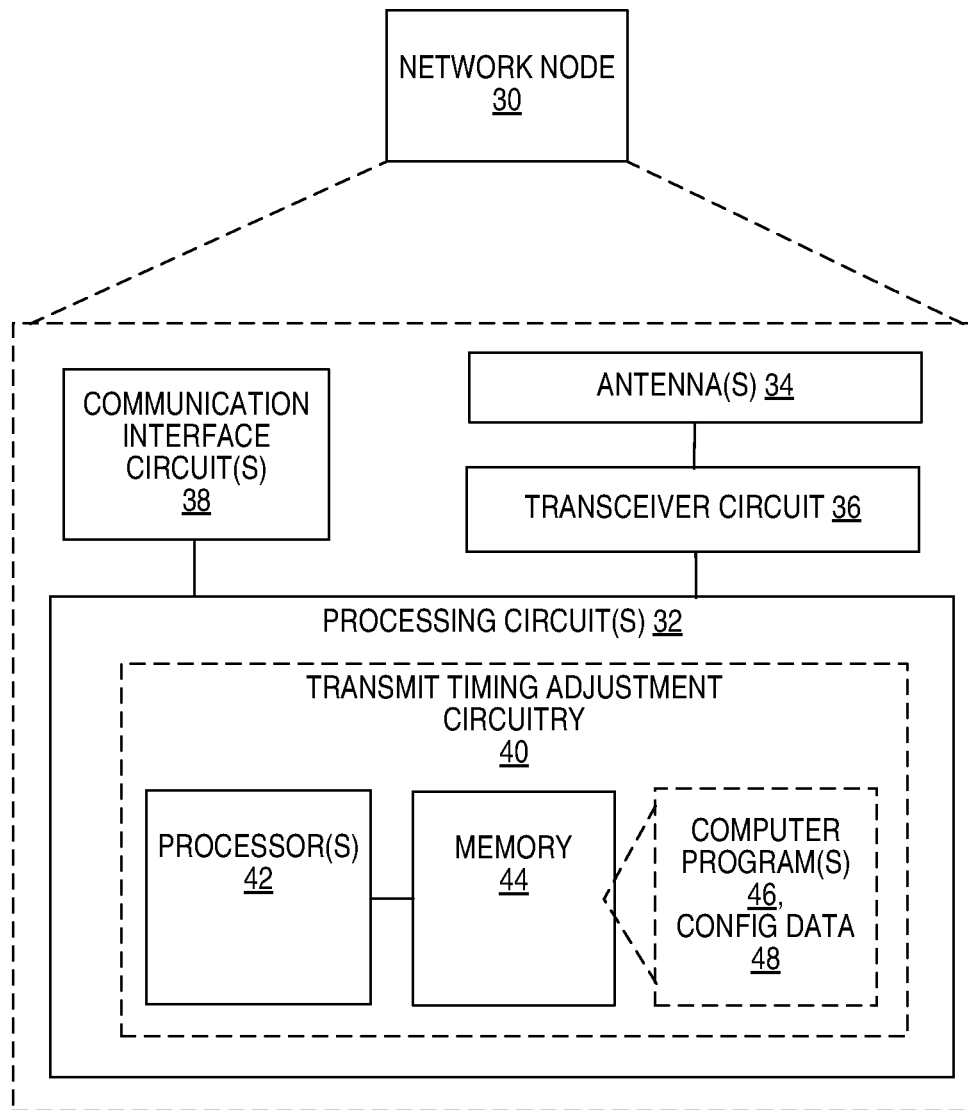 NETWORK NODE
30
ANTENNA(S) 34
COMMUNICATION
INTERFACE
CIRCUIT(S)
38
TRANSCEIVER CIRCUIT 36
PROCESSING CIRCUIT(S) 32
TRANSMIT TIMING ADJUSTMENT
CIRCUITRY
40
PROCESSOR(S)
42
MEMORY
44
COMPUTER
PROGRAM(S)
46,
CONFIG DATA
48